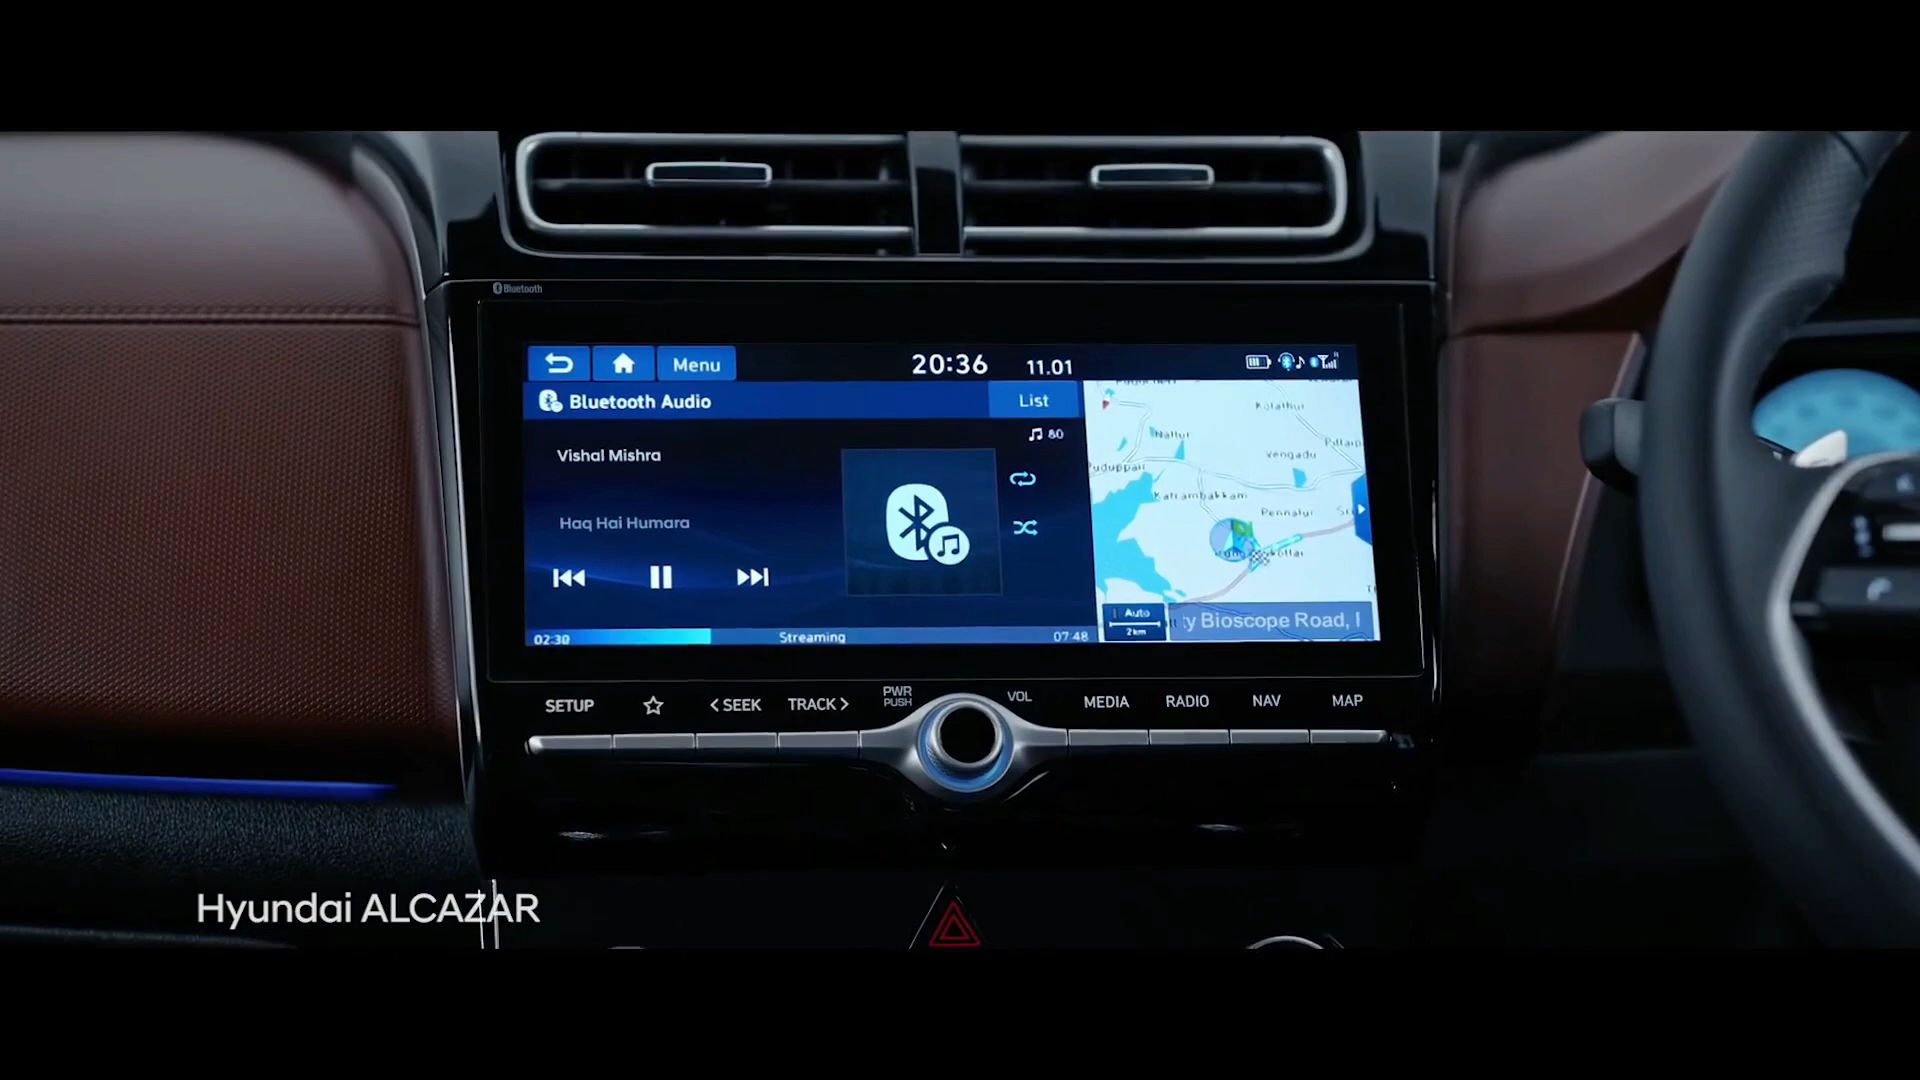 Bluetooth
Menu
20:36
11.01
Bluetooth Audio
List
80
Vishal Mishra
Haq Hai Humara
02:30
Streaming
07:48
Kolathur
Nallur
Vengadu
Puduppair
Katrambakkam
Pennalur
Auto
2km
y Bioscope Road,
SETUP
SEEK
TRACK
PWR
PUSH
VOL
MEDIA
RADIO
NAV
MAP
Hyundai ALCAZAR